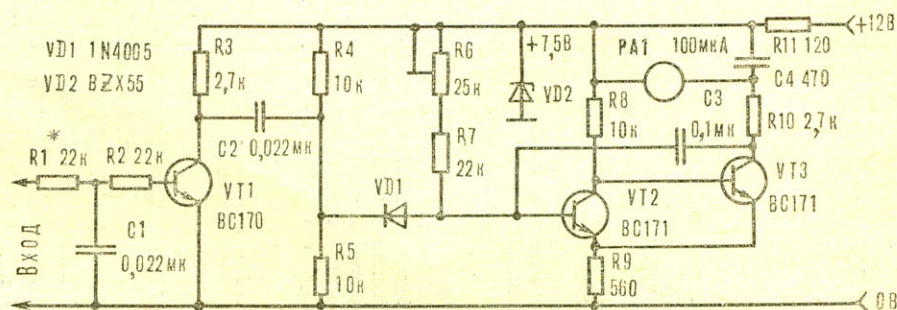 +12В
R3
R4
VD1 1N4005
+7,5В
PA1
100мкА
R11 120
R6
VD2 BZX55
2,7к
10к
25к
VD2
R8
C3
C4 470
R7
10к
0,1мк
R10 2,7к
*
C2 0,022мк
R1 22к
R2 22к
22к
VT1
VD1
VT2
VT3
BC170
BC171
BC171
Вход
C1
0,022мк
R5
R9
10к
560
0В